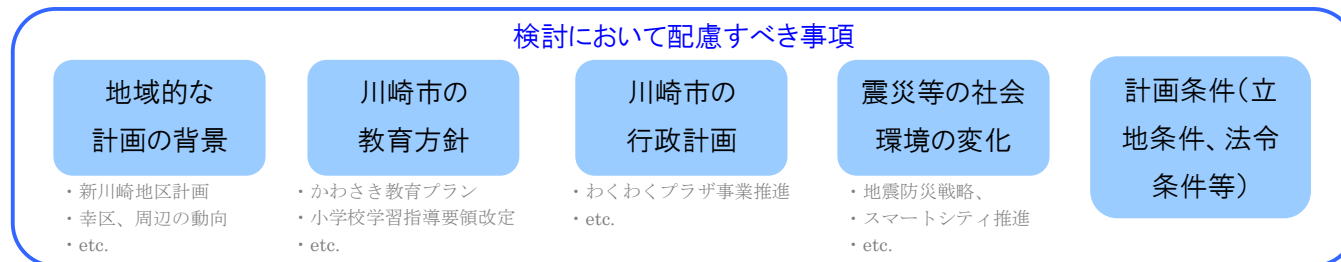 検討において配慮すべき事項
地域的な
計画の背景
・新川崎地区計画
・幸区、周辺の動向
・etc.
川崎市の
教育方針
・かわさき教育プラン
・小学校学習指導要領改定
・etc.
川崎市の
行政計画
・わくわくプラザ事業推進
・etc.
震災等の社会
環境の変化
・地震防災戦略、
・スマートシティ推進
・etc.
計画条件（立
地条件、法令
条件等）